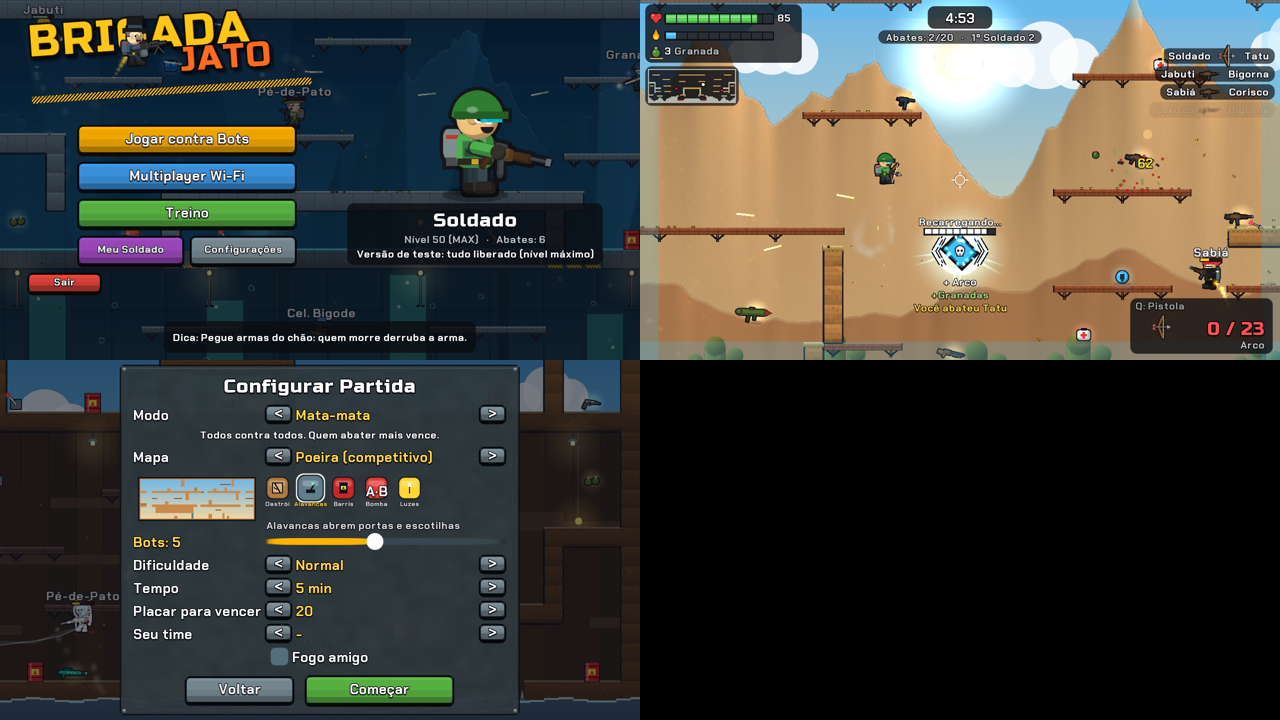 Jabuti
BRIGADA
JATO
Pé-de-Pato
Jogar contra Bots
Multiplayer Wi-Fi
Treino
Meu Soldado
Configurações
Sair
Soldado
Nível 50 (MAX) · Abates: 6
Versão de teste: tudo liberado (nível máximo)
Cel. Bigode
Dica: Pegue armas do chão: quem morre derruba a arma.
85
3 Granada
4:53
Abates: 2/20 · 1º Soldado 2
Soldado Tatu
Jabuti Bigorna
Sabiá Corisco
62
Recarregando...
+ Arco
+Granadas
Você abateu Tatu
Sabiá
Q: Pistola
0 / 23
Arco
Configurar Partida
Modo < Mata-mata >
Todos contra todos. Quem abater mais vence.
Mapa < Poeira (competitivo) >
A·B
Destrói Alavancas Barris Bomba Luzes
Alavancas abrem portas e escotilhas
Bots: 5
Dificuldade < Normal >
Tempo < 5 min >
Placar para vencer < 20 >
Seu time < - >
Fogo amigo
Voltar
Começar
Pé-de-Pato